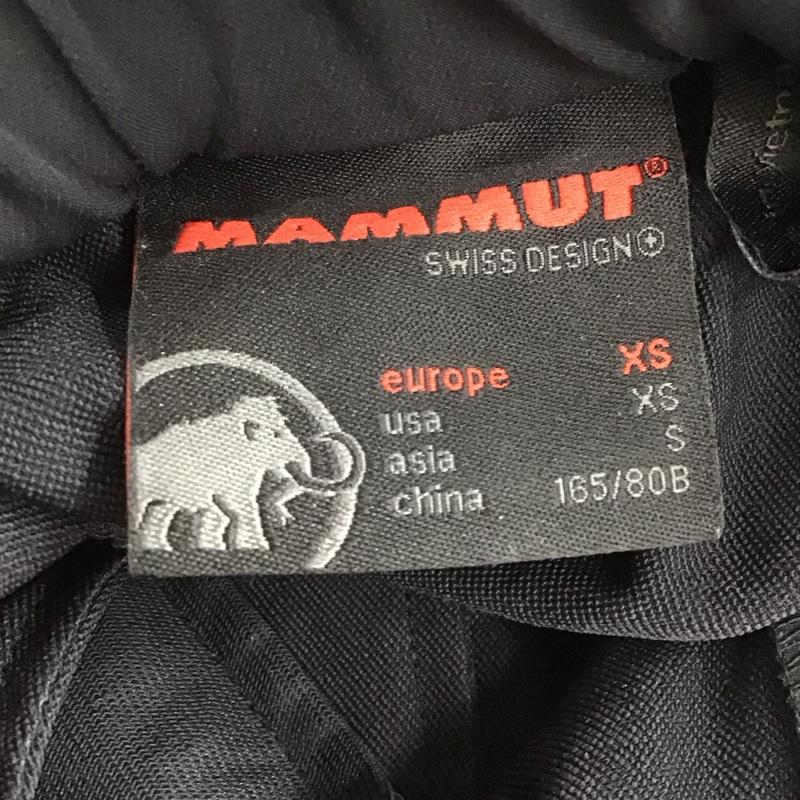 MAMMUT®
SWISS DESIGN
europe XS
usa XS
asia S
china 165/80B